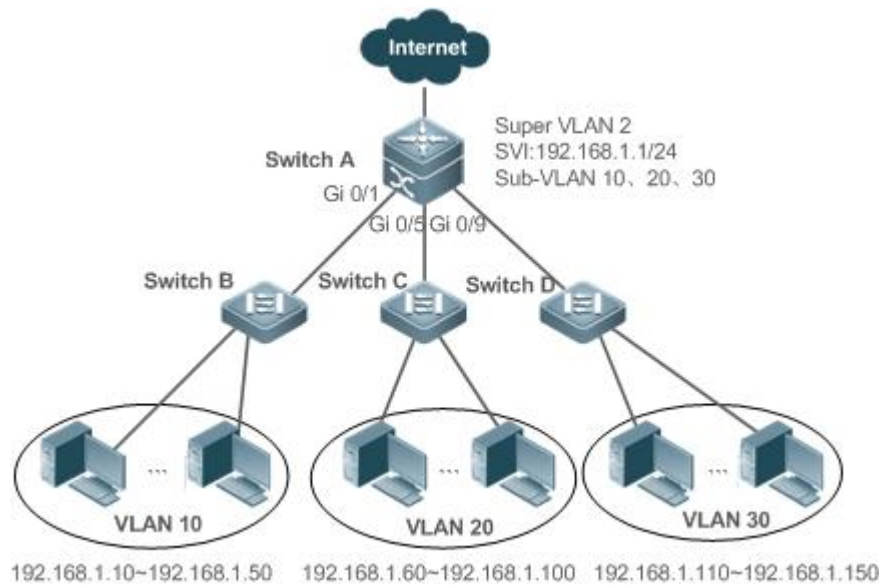 Internet
Super VLAN 2
SVI:192.168.1.1/24
Sub-VLAN 10、20、30
Switch A
Gi 0/1
Gi 0/5
Gi 0/9
Switch B
Switch C
Switch D
...
...
...
VLAN 10
VLAN 20
VLAN 30
192.168.1.10~192.168.1.50
192.168.1.60~192.168.1.100
192.168.1.110~192.168.1.150